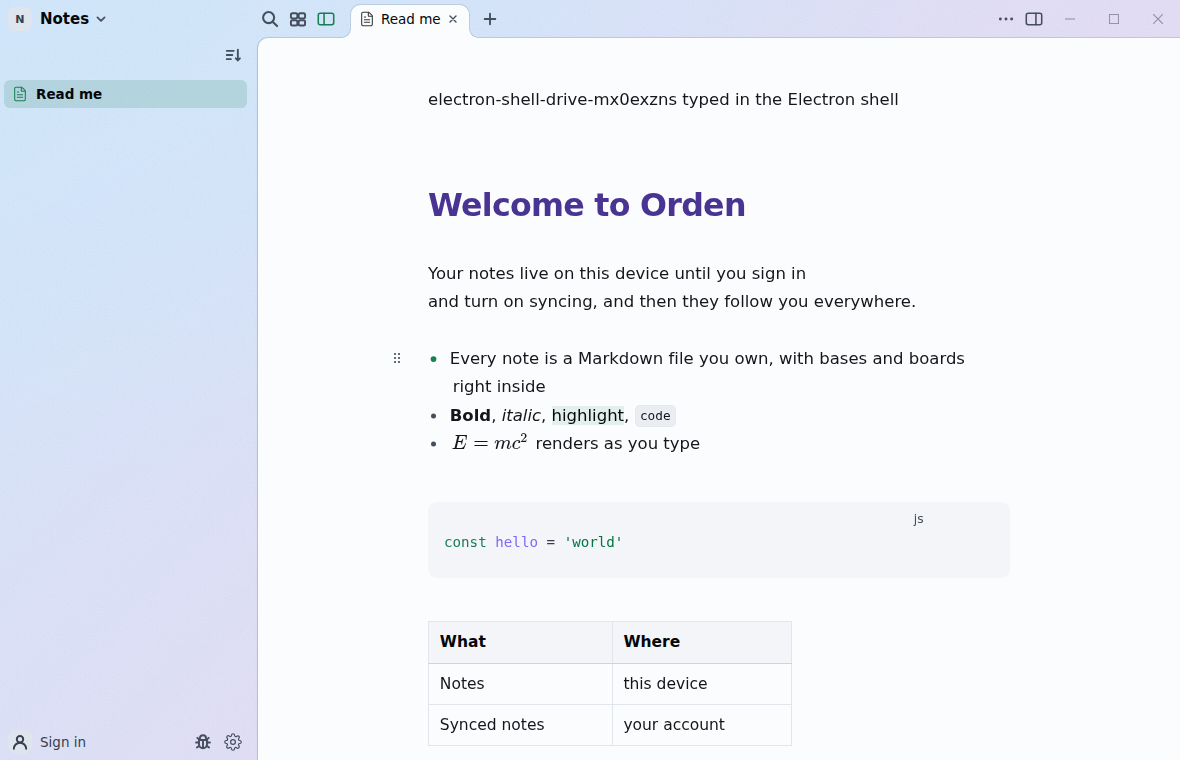 N Notes
Read me
Read me
electron-shell-drive-mx0exzns typed in the Electron shell
Welcome to Orden
Your notes live on this device until you sign in
and turn on syncing, and then they follow you everywhere.
Every note is a Markdown file you own, with bases and boards
right inside
Bold, italic, highlight, code
E = mc² renders as you type
js
const hello = 'world'
What Where
Notes this device
Synced notes your account
Sign in